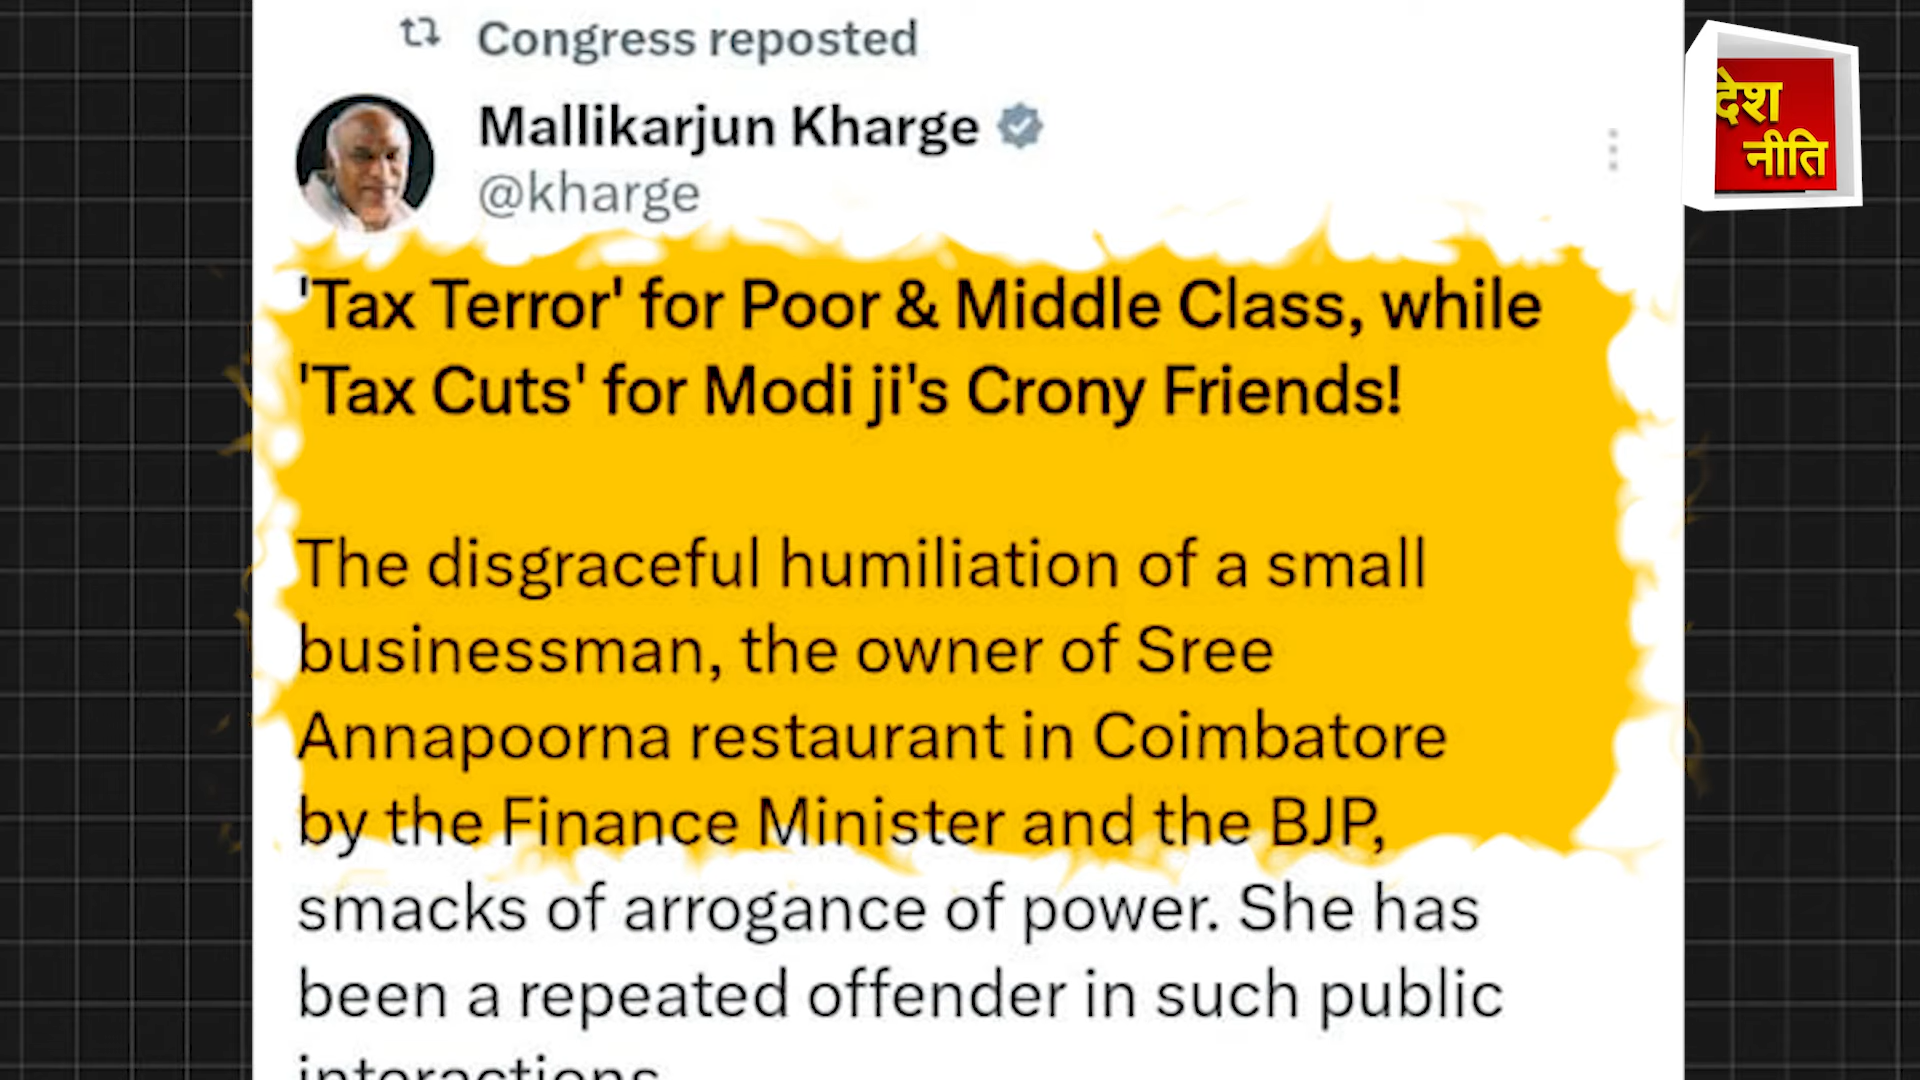 Congress reposted
Mallikarjun Kharge
@kharge
देश
नीति
'Tax Terror' for Poor & Middle Class, while
'Tax Cuts' for Modi ji's Crony Friends!
The disgraceful humiliation of a small
businessman, the owner of Sree
Annapoorna restaurant in Coimbatore
by the Finance Minister and the BJP,
smacks of arrogance of power. She has
been a repeated offender in such public
interactions